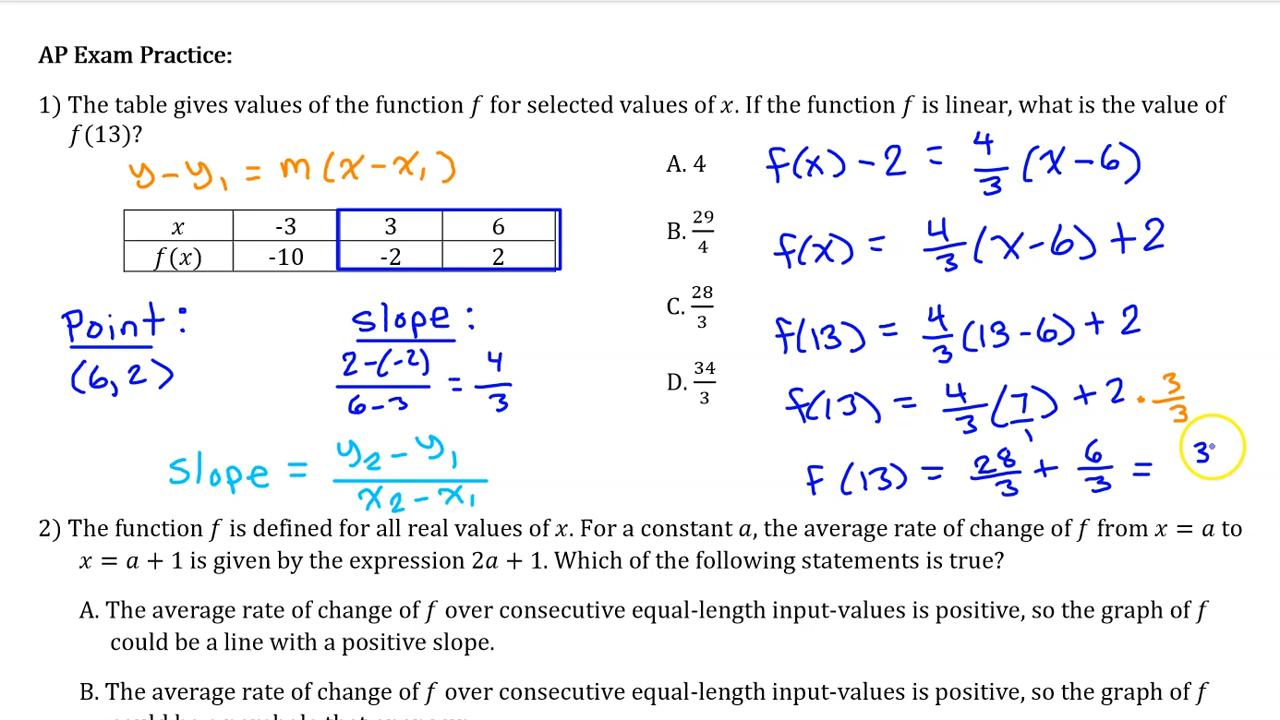 AP Exam Practice:
1) The table gives values of the function f for selected values of x. If the function f is linear, what is the value of
f(13)?
y - y₁ = m(x - x₁)
x -3 3 6
f(x) -10 -2 2
Point:
(6,2)
Slope:
2-(-2)/6-3 = 4/3
slope = y₂ - y₁/x₂ - x₁
A. 4
B. 29/4
C. 28/3
D. 34/3
f(x) - 2 = 4/3 (x - 6)
f(x) = 4/3 (x - 6) + 2
f(13) = 4/3 (13 - 6) + 2
f(13) = 4/3 (7/1) + 2 · 3/3
f(13) = 28/3 + 6/3 = 3
2) The function f is defined for all real values of x. For a constant a, the average rate of change of f from x = a to
x = a + 1 is given by the expression 2a + 1. Which of the following statements is true?
A. The average rate of change of f over consecutive equal-length input-values is positive, so the graph of f
could be a line with a positive slope.
B. The average rate of change of f over consecutive equal-length input-values is positive, so the graph of f